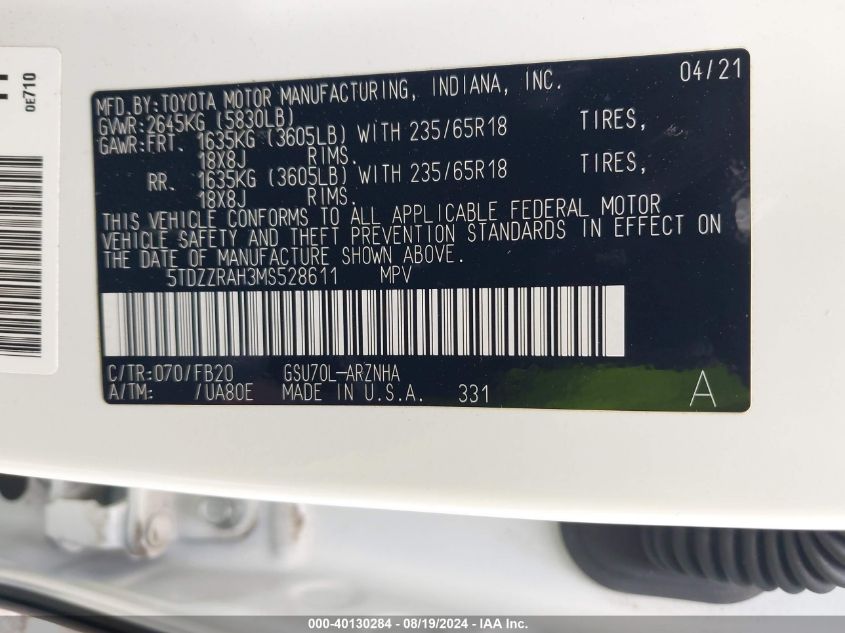 11
0E710
04/21
MFD.BY:TOYOTA MOTOR MANUFACTURING, INDIANA, INC.
GVWR:2645KG (5830LB)
GAWR:FRT. 1635KG (3605LB) WITH 235/65R18 TIRES,
18X8J RIMS.
RR. 1635KG (3605LB) WITH 235/65R18 TIRES,
18X8J RIMS.
THIS VEHICLE CONFORMS TO ALL APPLICABLE FEDERAL MOTOR
VEHICLE SAFETY AND THEFT PREVENTION STANDARDS IN EFFECT ON
THE DATE OF MANUFACTURE SHOWN ABOVE.
5TDZZRAH3MS528611 MPV
C/TR:070/FB20 GSU70L-ARZNHA
A/TM: /UA80E MADE IN U.S.A. 331 A
000-40130284 - 08/19/2024 - IAA Inc.